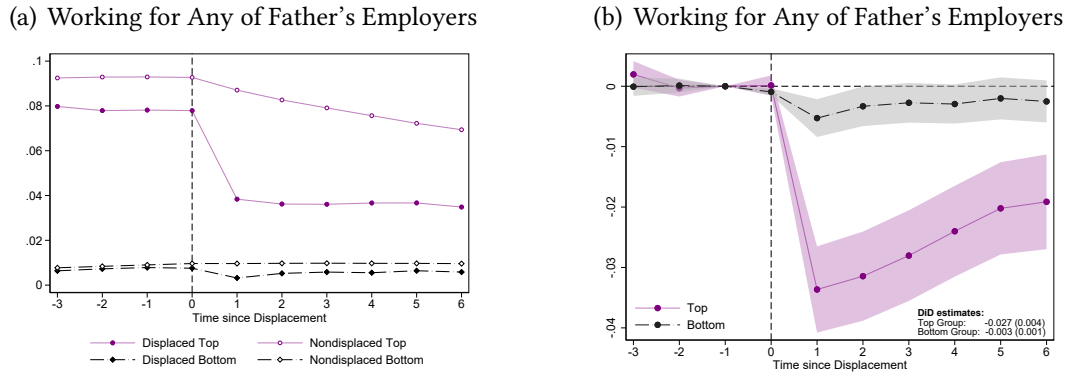 (a) Working for Any of Father’s Employers
.1
.08
.06
.04
.02
0
-3 -2 -1 0 1 2 3 4 5 6
Time since Displacement
Displaced Top Nondisplaced Top
Displaced Bottom Nondisplaced Bottom
(b) Working for Any of Father’s Employers
0
-.01
-.02
-.03
-.04
Top
Bottom
DiD estimates:
Top Group: -0.027 (0.004)
Bottom Group: -0.003 (0.001)
-3 -2 -1 0 1 2 3 4 5 6
Time since Displacement